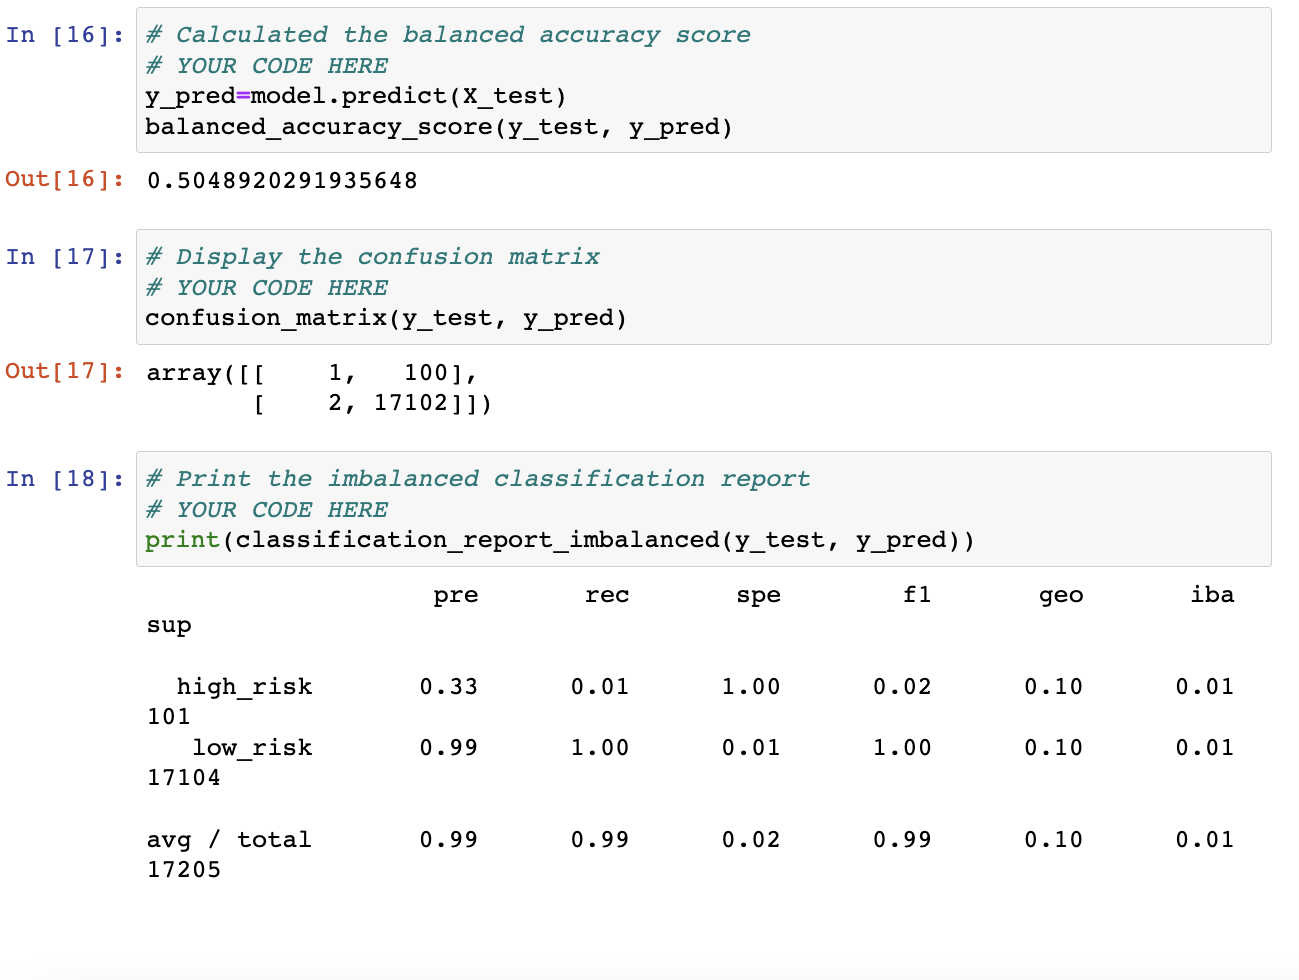 In [16]: # Calculated the balanced accuracy score
# YOUR CODE HERE
y_pred=model.predict(X_test)
balanced_accuracy_score(y_test, y_pred)
Out[16]: 0.5048920291935648
In [17]: # Display the confusion matrix
# YOUR CODE HERE
confusion_matrix(y_test, y_pred)
Out[17]: array([[    1,   100],
[    2, 17102]])
In [18]: # Print the imbalanced classification report
# YOUR CODE HERE
print(classification_report_imbalanced(y_test, y_pred))
pre rec spe f1 geo iba
sup
high_risk 0.33 0.01 1.00 0.02 0.10 0.01
101
low_risk 0.99 1.00 0.01 1.00 0.10 0.01
17104
avg / total 0.99 0.99 0.02 0.99 0.10 0.01
17205